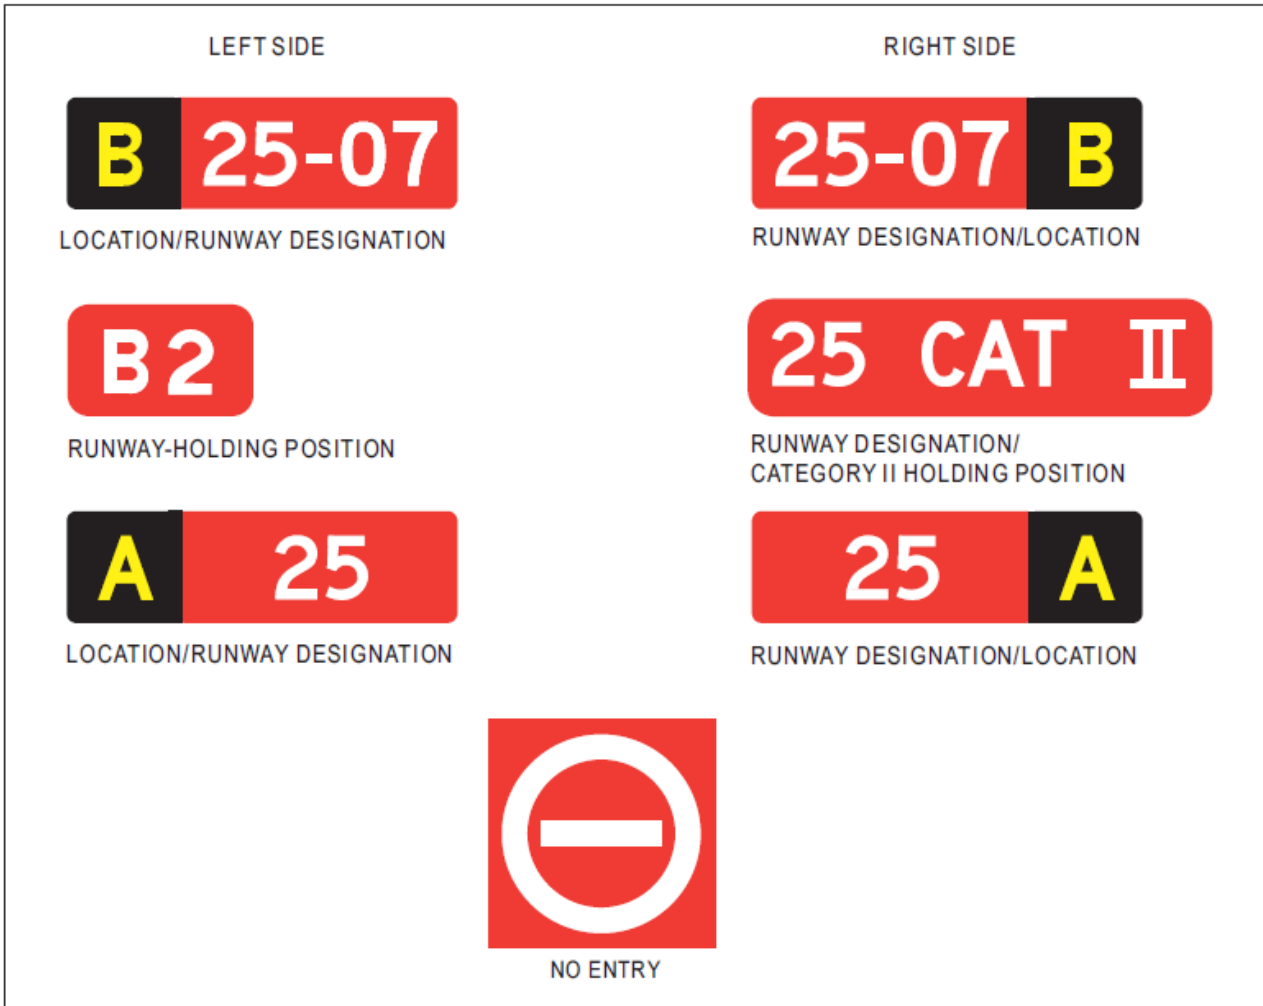 LEFT SIDE
RIGHT SIDE
B 25-07
25-07 B
LOCATION/RUNWAY DESIGNATION
RUNWAY DESIGNATION/LOCATION
B2
25 CAT II
RUNWAY-HOLDING POSITION
RUNWAY DESIGNATION/
CATEGORY II HOLDING POSITION
A 25
25 A
LOCATION/RUNWAY DESIGNATION
RUNWAY DESIGNATION/LOCATION
NO ENTRY